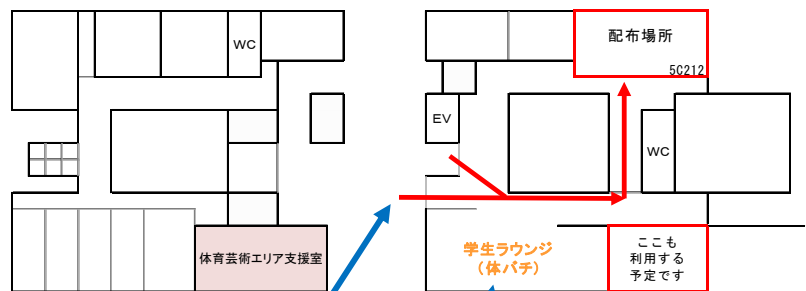 WC
配布場所
5C212
EV
WC
体育芸術エリア支援室
学生ラウンジ
(体バチ)
ここも
利用する
予定です